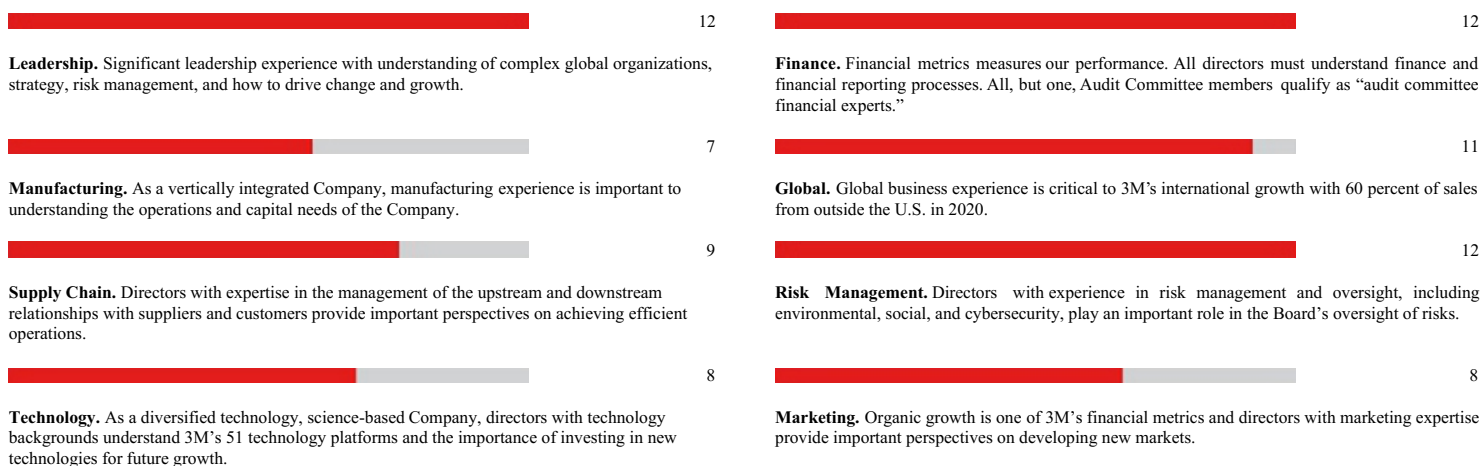 12
Leadership. Significant leadership experience with understanding of complex global organizations,
strategy, risk management, and how to drive change and growth.
12
Finance. Financial metrics measures our performance. All directors must understand finance and
financial reporting processes. All, but one, Audit Committee members qualify as “audit committee
financial experts.”
7
Manufacturing. As a vertically integrated Company, manufacturing experience is important to
understanding the operations and capital needs of the Company.
11
Global. Global business experience is critical to 3M’s international growth with 60 percent of sales
from outside the U.S. in 2020.
9
Supply Chain. Directors with expertise in the management of the upstream and downstream
relationships with suppliers and customers provide important perspectives on achieving efficient
operations.
12
Risk Management. Directors with experience in risk management and oversight, including
environmental, social, and cybersecurity, play an important role in the Board’s oversight of risks.
8
Technology. As a diversified technology, science-based Company, directors with technology
backgrounds understand 3M’s 51 technology platforms and the importance of investing in new
technologies for future growth.
8
Marketing. Organic growth is one of 3M’s financial metrics and directors with marketing expertise
provide important perspectives on developing new markets.